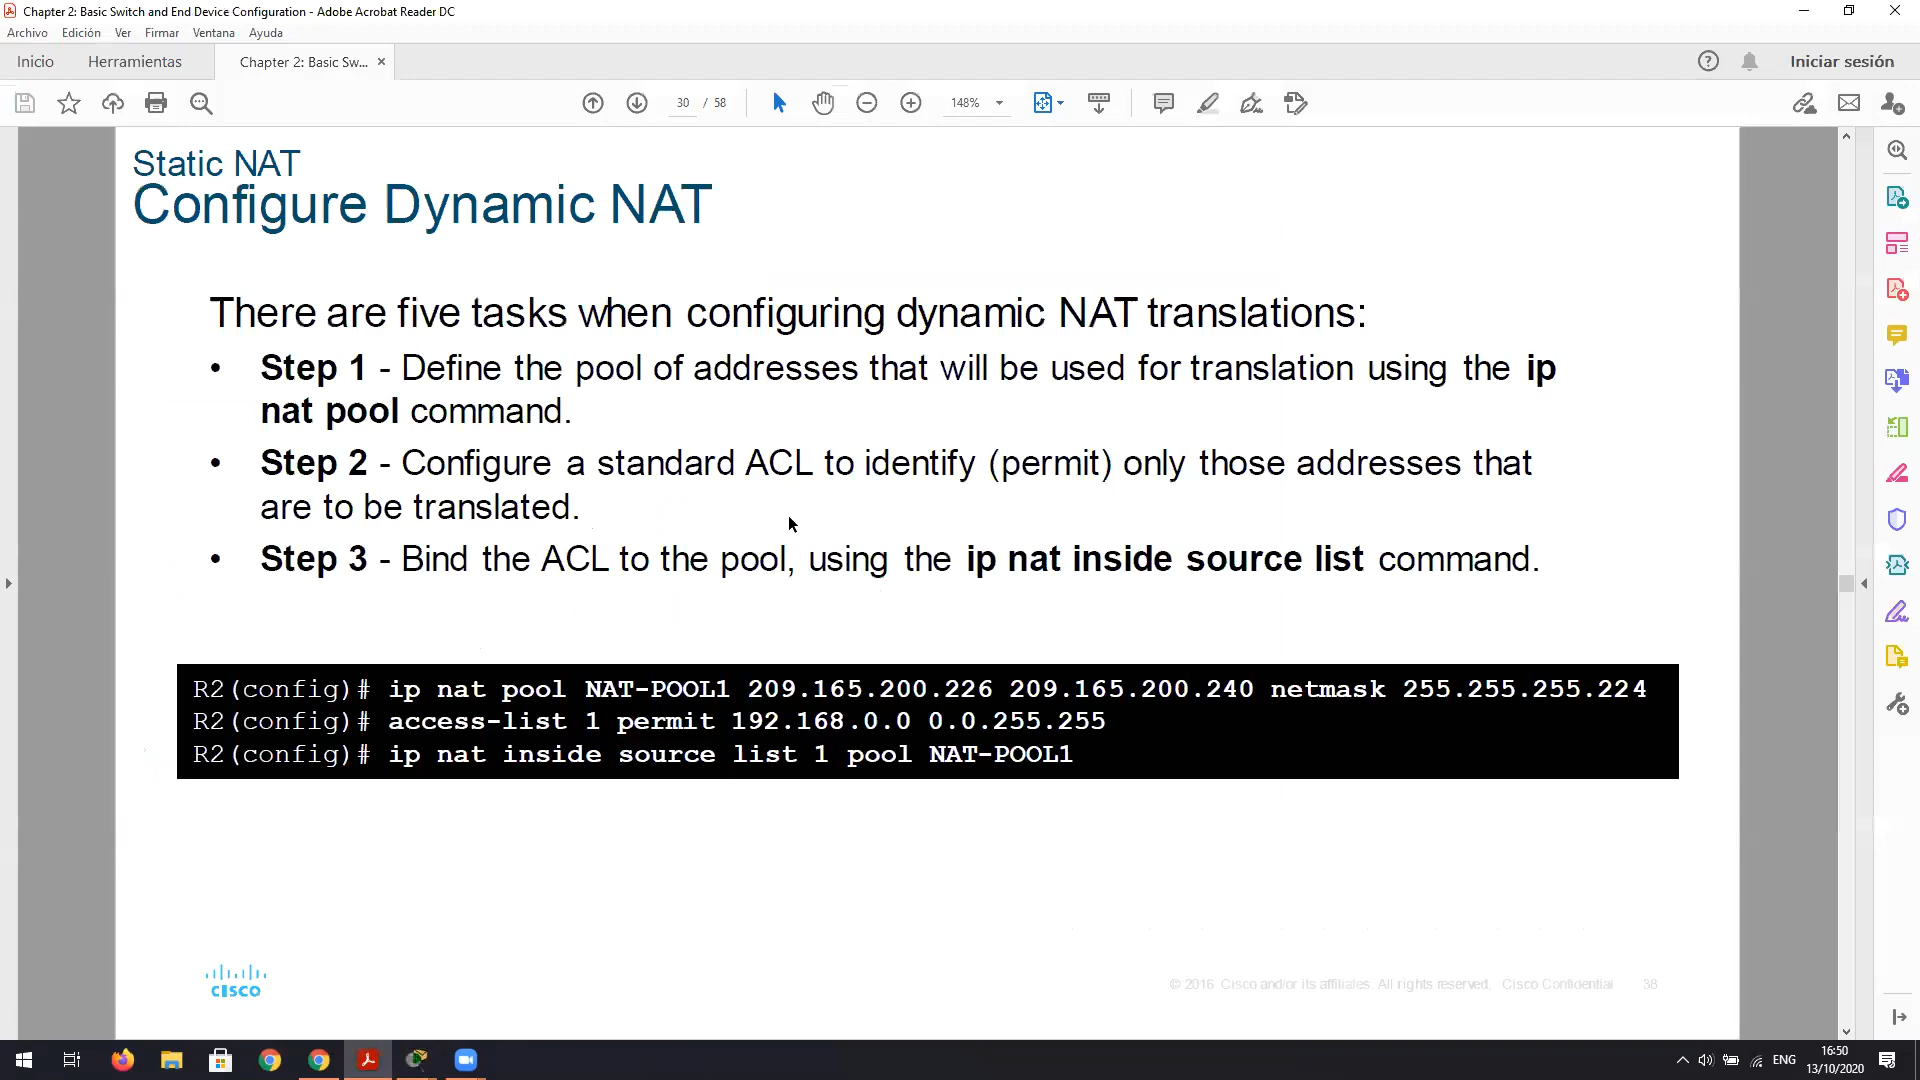 Chapter 2: Basic Switch and End Device Configuration - Adobe Acrobat Reader DC
Archivo Edición Ver Firmar Ventana Ayuda
Inicio Herramientas Chapter 2: Basic Sw... × Iniciar sesión
30 / 58 148%
Static NAT
Configure Dynamic NAT
There are five tasks when configuring dynamic NAT translations:
• Step 1 - Define the pool of addresses that will be used for translation using the ip
nat pool command.
• Step 2 - Configure a standard ACL to identify (permit) only those addresses that
are to be translated.
• Step 3 - Bind the ACL to the pool, using the ip nat inside source list command.
R2(config)# ip nat pool NAT-POOL1 209.165.200.226 209.165.200.240 netmask 255.255.255.224
R2(config)# access-list 1 permit 192.168.0.0 0.0.255.255
R2(config)# ip nat inside source list 1 pool NAT-POOL1
CISCO
© 2016 Cisco and/or its affiliates. All rights reserved. Cisco Confidential 38
ENG 16:50
13/10/2020